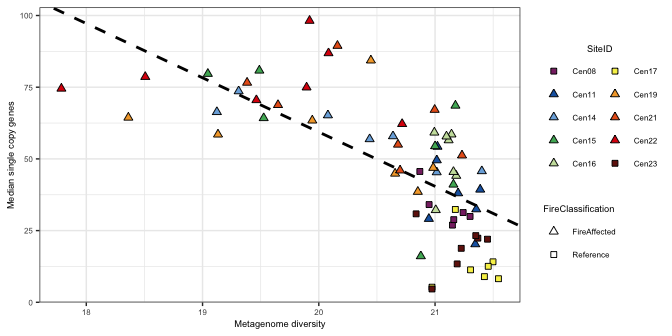 100
75
50
25
0
Median single copy genes
18
19
20
21
Metagenome diversity
SiteID
Cen08 Cen17
Cen11 Cen19
Cen14 Cen21
Cen15 Cen22
Cen16 Cen23
FireClassification
FireAffected
Reference